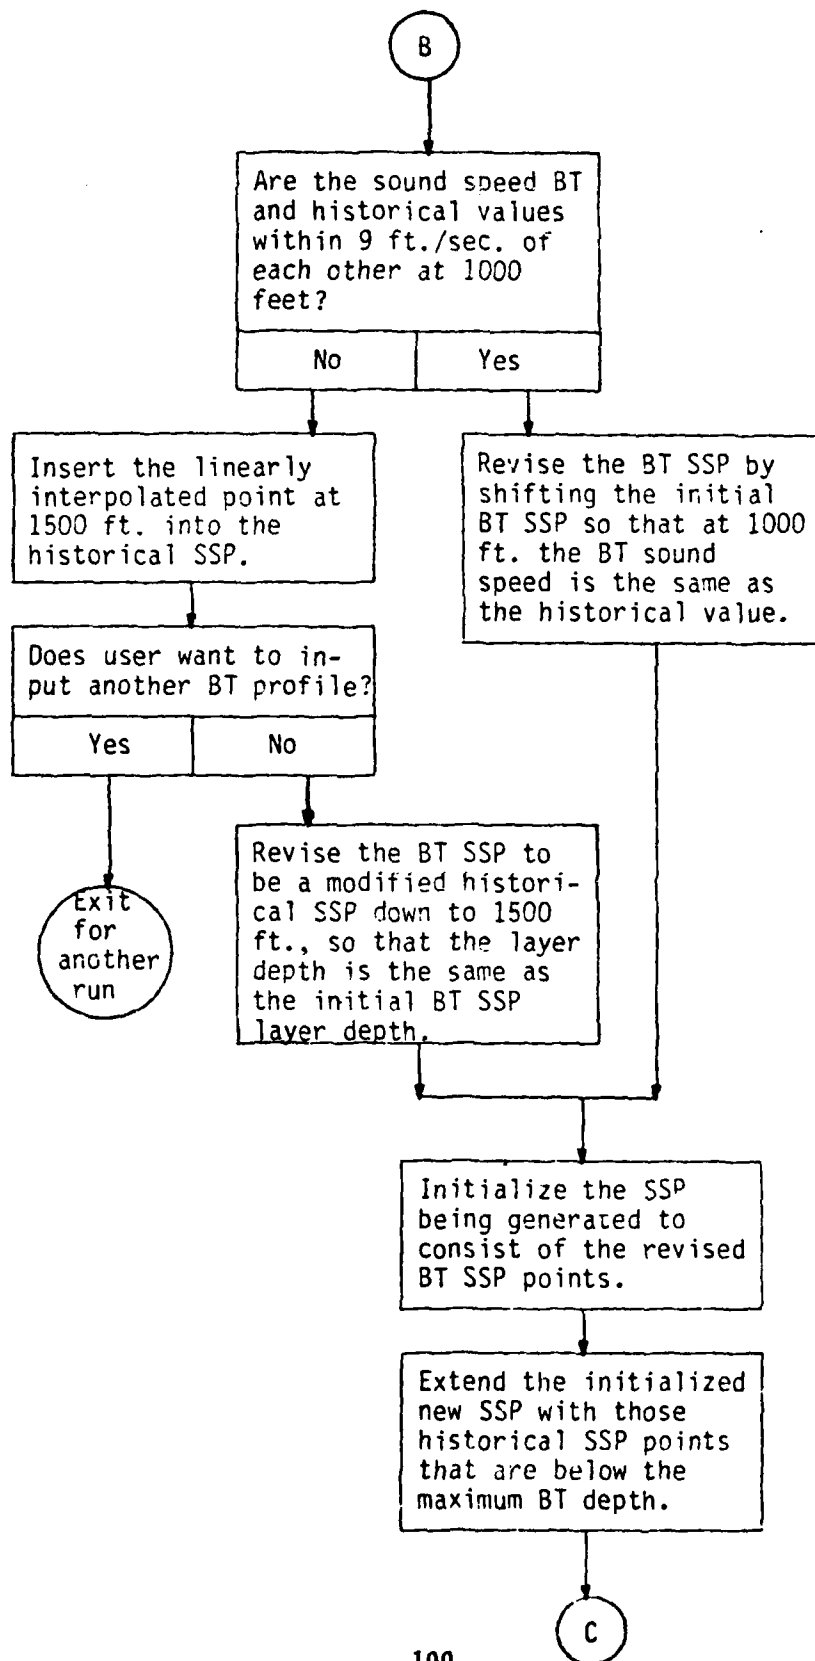 B
Are the sound speed BT
and historical values
within 9 ft./sec. of
each other at 1000
feet?
No
Yes
Insert the linearly
interpolated point at
1500 ft. into the
historical SSP.
Revise the BT SSP by
shifting the initial
BT SSP so that at 1000
ft. the BT sound
speed is the same as
the historical value.
Does user want to in-
put another BT profile?
Yes
No
Exit
for
another
run
Revise the BT SSP to
be a modified histori-
cal SSP down to 1500
ft., so that the layer
depth is the same as
the initial BT SSP
layer depth.
Initialize the SSP
being generated to
consist of the revised
BT SSP points.
Extend the initialized
new SSP with those
historical SSP points
that are below the
maximum BT depth.
C